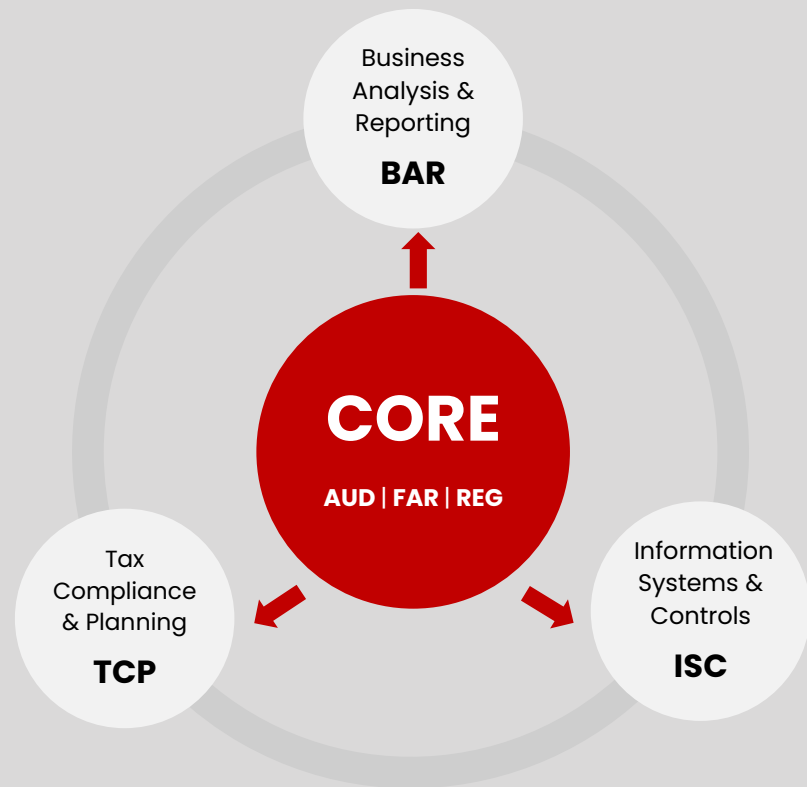 Business
Analysis &
Reporting
BAR
CORE
AUD | FAR | REG
Tax
Compliance
& Planning
TCP
Information
Systems &
Controls
ISC